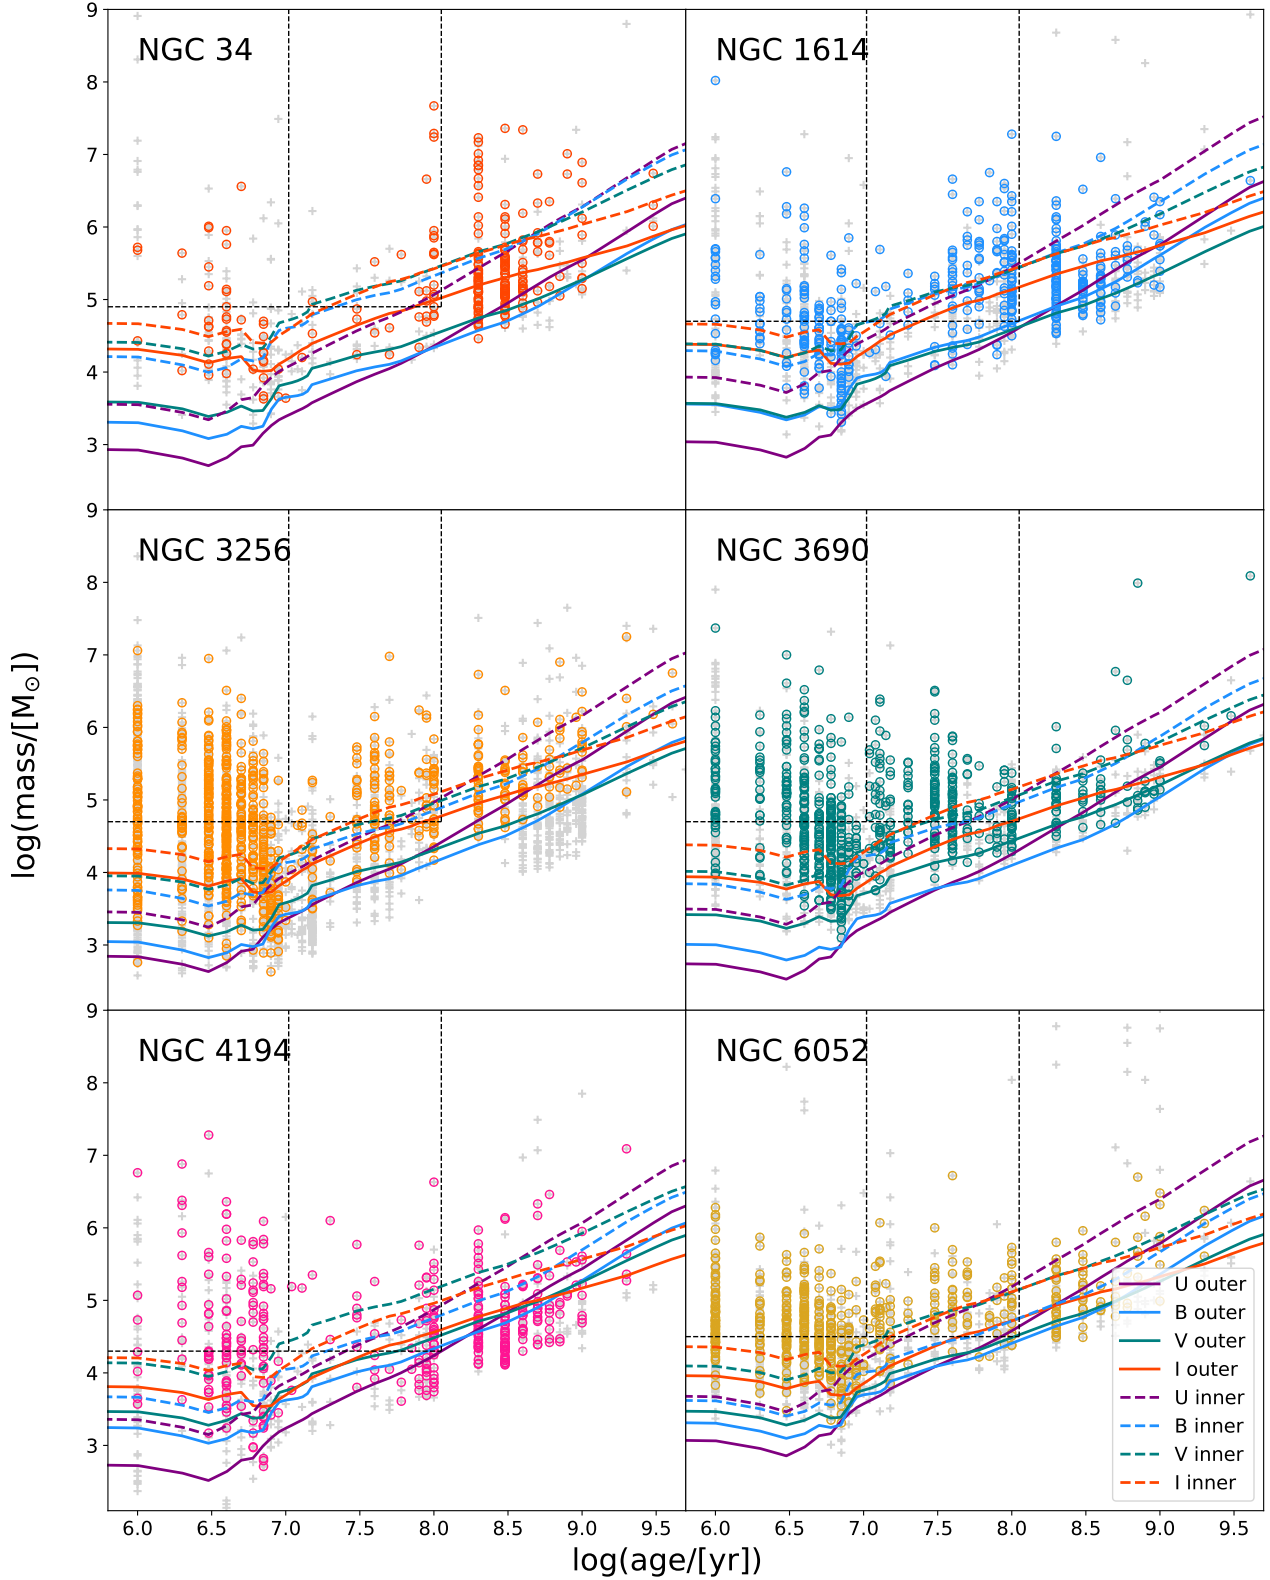 NGC 34
NGC 1614
9
8
7
6
5
4
3
NGC 3256
NGC 3690
9
8
7
6
5
4
3
NGC 4194
NGC 6052
9
8
7
6
5
4
3
log(mass/[M⊙])
U outer
B outer
V outer
I outer
U inner
B inner
V inner
I inner
6.0 6.5 7.0 7.5 8.0 8.5 9.0 9.5 6.0 6.5 7.0 7.5 8.0 8.5 9.0 9.5
log(age/[yr])